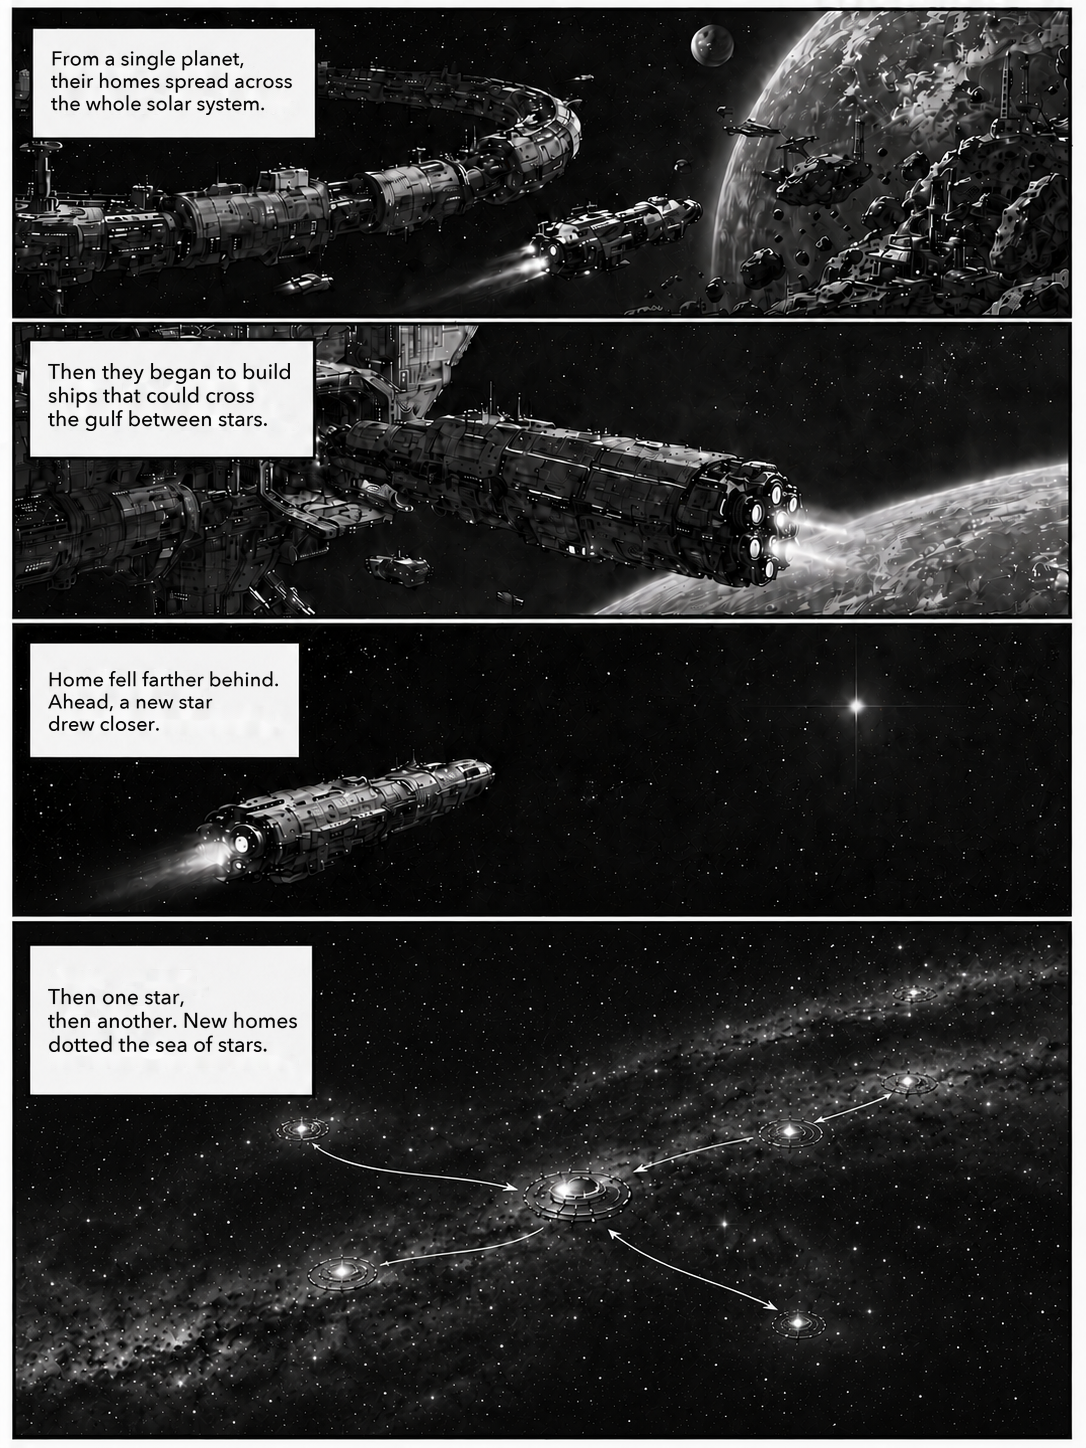 From a single planet,
their homes spread across
the whole solar system.
Then they began to build
ships that could cross
the gulf between stars.
Home fell farther behind.
Ahead, a new star
drew closer.
Then one star,
then another. New homes
dotted the sea of stars.